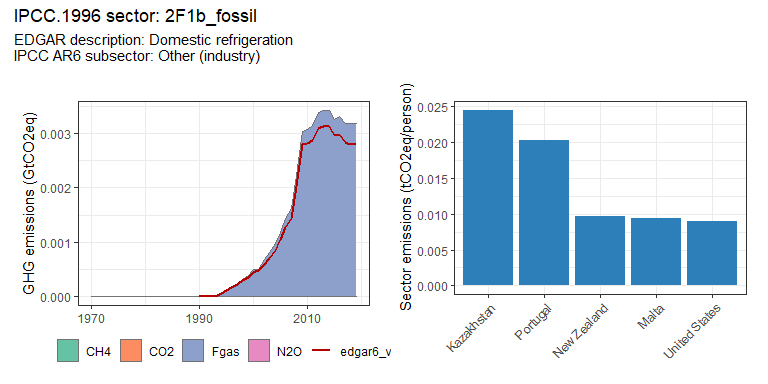 IPCC.1996 sector: 2F1b_fossil
EDGAR description: Domestic refrigeration
IPCC AR6 subsector: Other (industry)
GHG emissions (GtCO2eq)
0.003
0.002
0.001
0.000
1970
1990
2010
CH4
CO2
Fgas
N2O
edgar6_v
Sector emissions (tCO2eq/person)
0.025
0.020
0.015
0.010
0.005
0.000
Kazakhstan
Portugal
New Zealand
Malta
United States